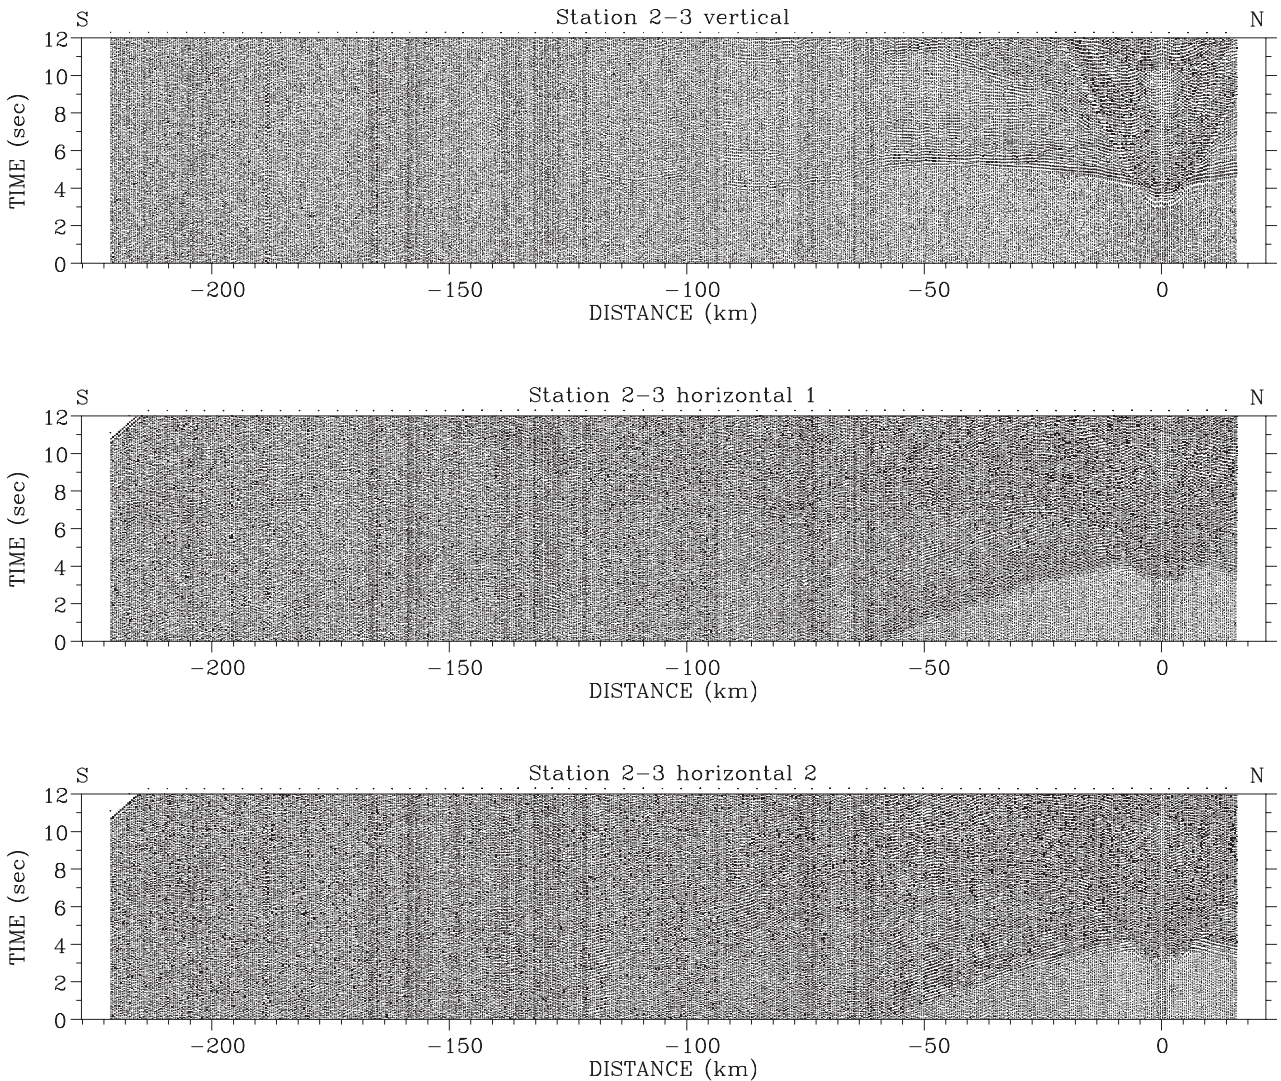 S Station 2-3 vertical N
12
10
8
6
4
2
0
TIME (sec)
-200 -150 -100 -50 0
DISTANCE (km)
S Station 2-3 horizontal 1 N
12
10
8
6
4
2
0
TIME (sec)
-200 -150 -100 -50 0
DISTANCE (km)
S Station 2-3 horizontal 2 N
12
10
8
6
4
2
0
TIME (sec)
-200 -150 -100 -50 0
DISTANCE (km)